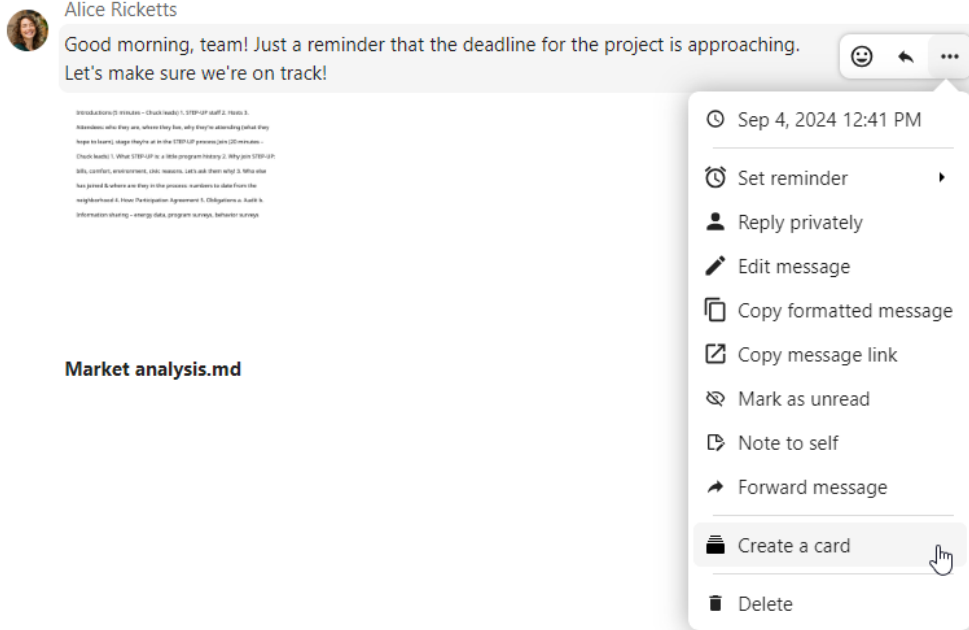 Alice Ricketts
Good morning, team! Just a reminder that the deadline for the project is approaching.
Let's make sure we're on track!
Introductions (5 minutes – Chuck leads) 1. STEP-UP staff 2. Hosts 3.
Attendees: who they are, where they live, why they're attending (what they
hope to learn), stage they're at in the STEP-UP process Join (20 minutes –
Chuck leads) 1. What STEP-UP is: a little program history 2. Why join STEP-UP:
bills, comfort, environment, civic reasons. Let's ask them why! 3. Who else
has joined & where are they in the process: numbers to date from the
neighborhood 4. How: Participation Agreement 5. Obligations a. Audit b.
Information sharing – energy data, program surveys, behavior surveys
Market analysis.md
Sep 4, 2024 12:41 PM
Set reminder
Reply privately
Edit message
Copy formatted message
Copy message link
Mark as unread
Note to self
Forward message
Create a card
Delete